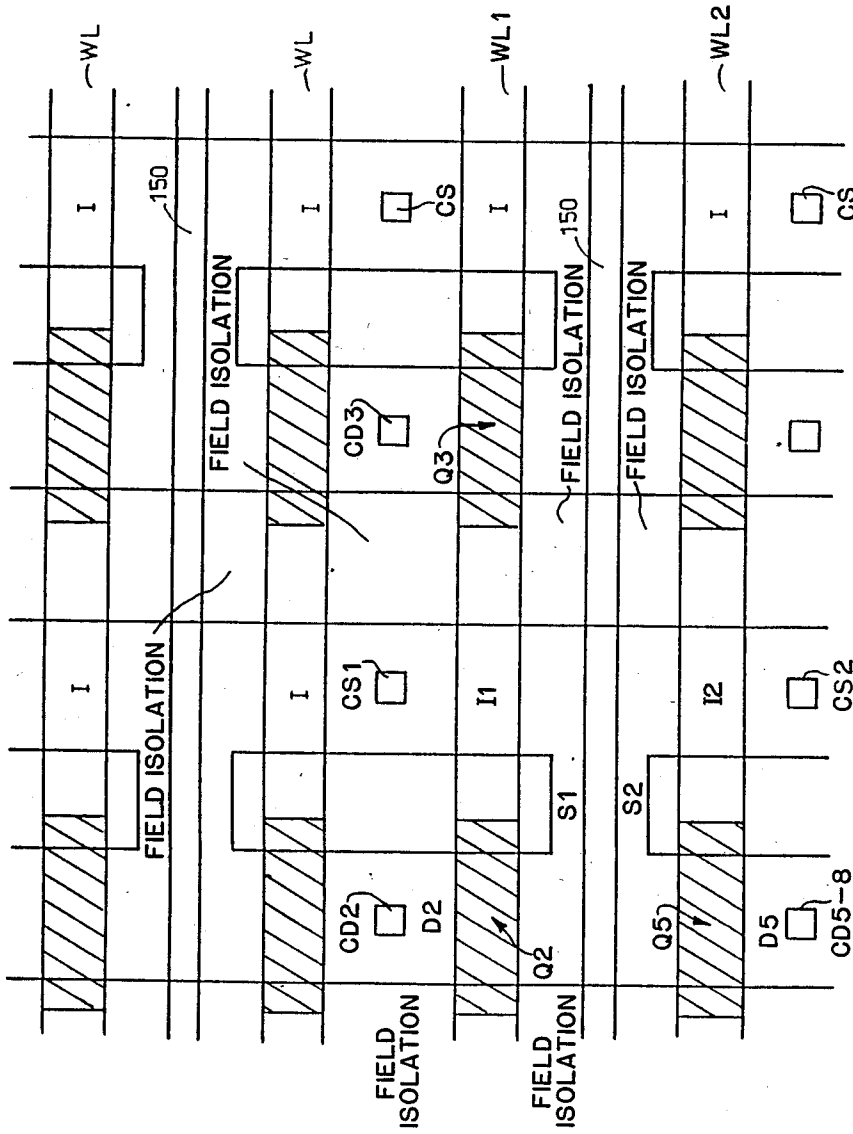 WL
150
I
I
FIELD ISOLATION
FIELD ISOLATION
WL
I
I
CD2
CS1
CD3
CS
D2
FIELD
ISOLATION
Q3
WL1
I1
I
Q2
FIELD
ISOLATION
S1
FIELD ISOLATION
150
S2
FIELD ISOLATION
Q5
WL2
I2
I
D5
CD5-8
CS2
CS